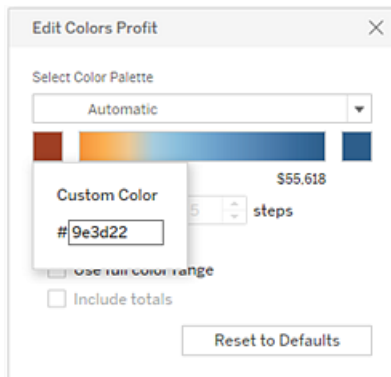 Edit Colors Profit
Select Color Palette
Automatic
$55,618
Custom Color
#9e3d22
5 steps
Use full color range
Include totals
Reset to Defaults